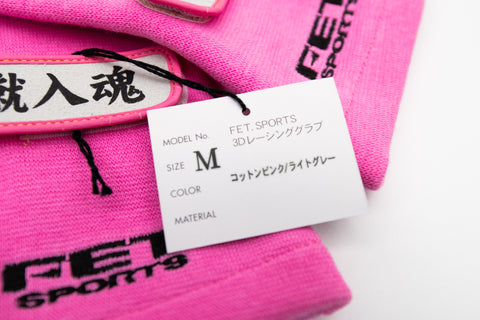 FET.
SPORTS
就入魂
MODEL No. FET.SPORTS
3Dレーシンググラブ
SIZE M
COLOR コットンピンク/ライトグレー
MATERIAL
FET.
SPORTS